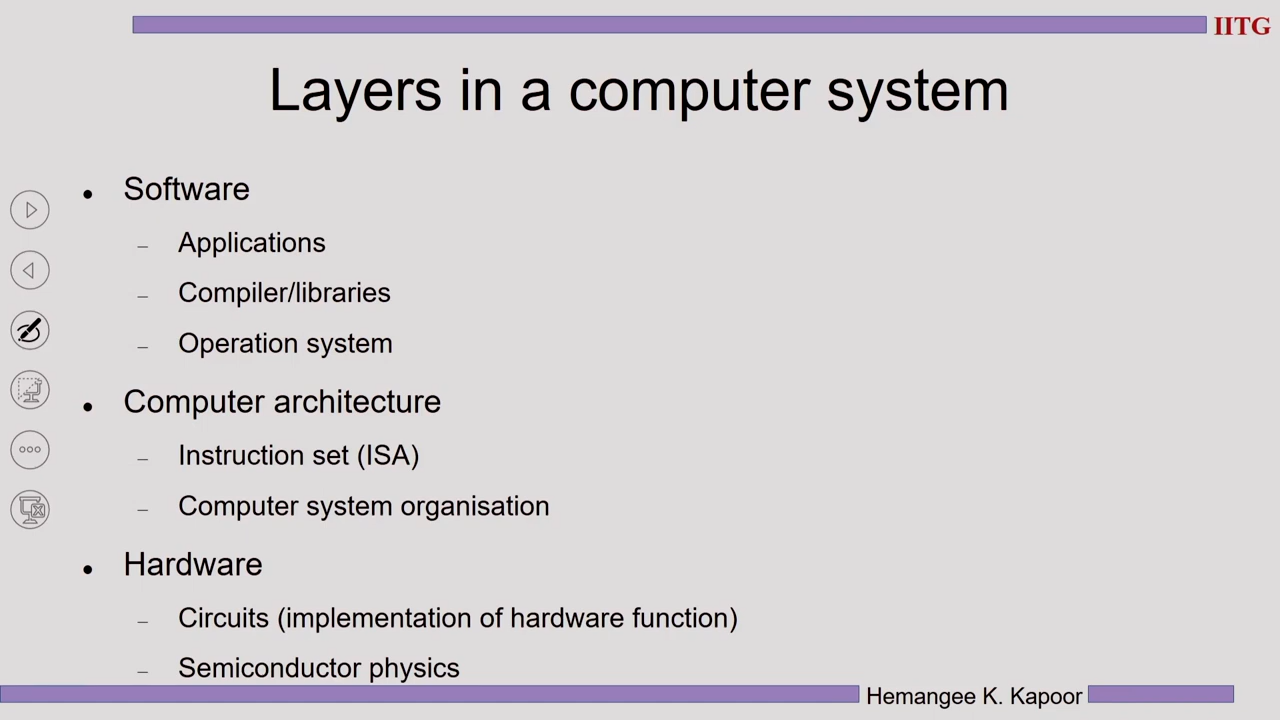 IITG
Layers in a computer system
• Software
– Applications
– Compiler/libraries
– Operation system
• Computer architecture
– Instruction set (ISA)
– Computer system organisation
• Hardware
– Circuits (implementation of hardware function)
– Semiconductor physics
Hemangee K. Kapoor